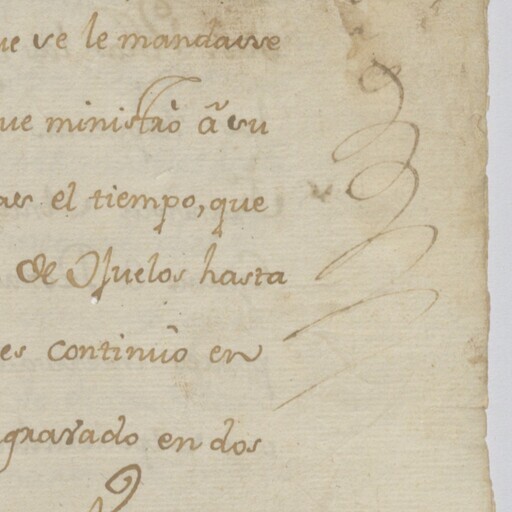 ue se le mandasse
ue ministrò â su
el tiempo, que
de Ojuelos hasta
es continuò en
gravado en dos